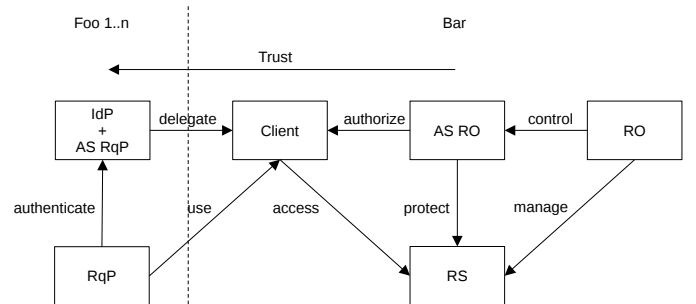 Foo 1..n
Bar
Trust
IdP
+
AS RqP
delegate
Client
authorize
AS RO
control
RO
authenticate
use
access
protect
manage
RqP
RS